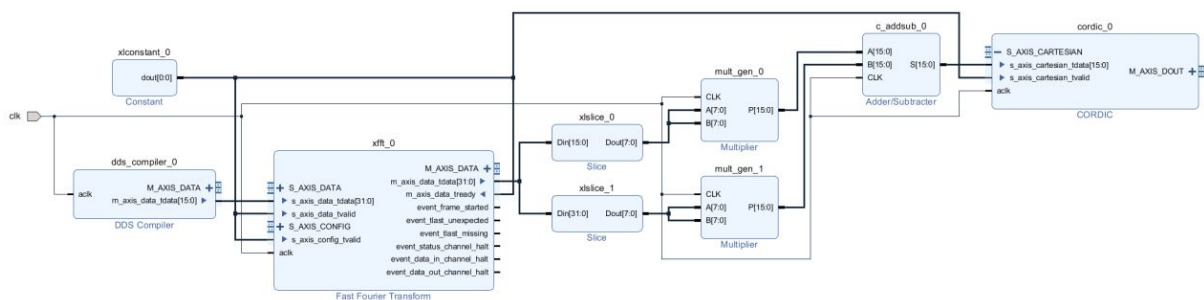 xlconstant_0
dout[0:0]
Constant
clk
dds_compiler_0
aclk
M_AXIS_DATA
m_axis_data_tdata[15:0]
DDS Compiler
xfft_0
S_AXIS_DATA
s_axis_data_tdata[31:0]
s_axis_data_tvalid
S_AXIS_CONFIG
s_axis_config_tvalid
aclk
M_AXIS_DATA
m_axis_data_tdata[31:0]
m_axis_data_tready
event_frame_started
event_tlast_unexpected
event_tlast_missing
event_status_channel_halt
event_data_in_channel_halt
event_data_out_channel_halt
Fast Fourier Transform
xlslice_0
Din[15:0] Dout[7:0]
Slice
xlslice_1
Din[31:0] Dout[7:0]
Slice
mult_gen_0
CLK
A[7:0] P[15:0]
B[7:0]
Multiplier
mult_gen_1
CLK
A[7:0] P[15:0]
B[7:0]
Multiplier
c_addsub_0
A[15:0]
B[15:0] S[15:0]
CLK
Adder/Subtracter
cordic_0
S_AXIS_CARTESIAN
s_axis_cartesian_tdata[15:0]
M_AXIS_DOUT
s_axis_cartesian_tvalid
aclk
CORDIC